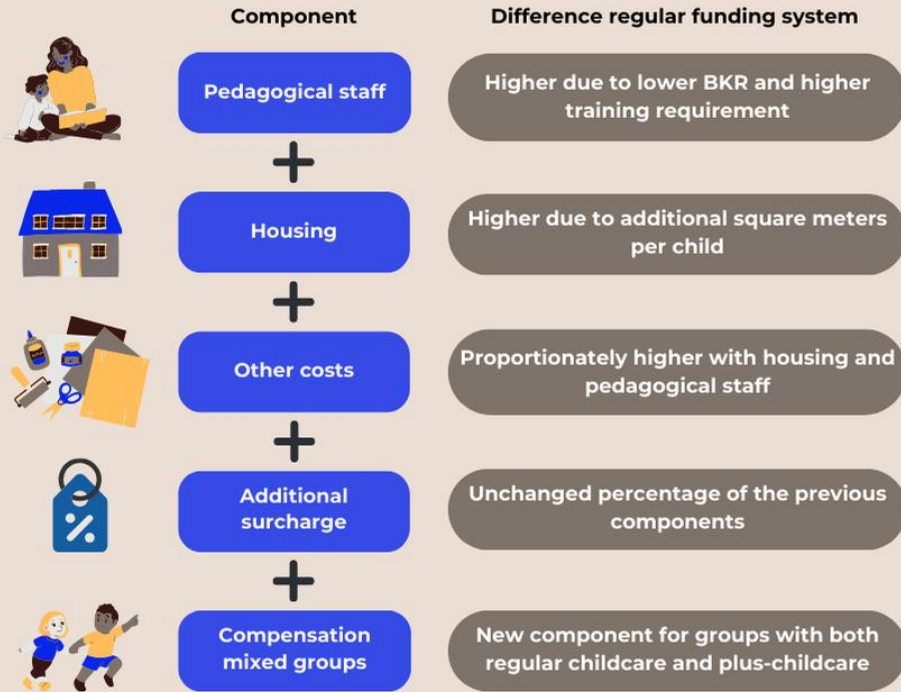 Component
Difference regular funding system
Pedagogical staff
Higher due to lower BKR and higher
training requirement
+
Housing
Higher due to additional square meters
per child
+
Other costs
Proportionately higher with housing and
pedagogical staff
+
Additional
surcharge
Unchanged percentage of the previous
components
%
+
Compensation
mixed groups
New component for groups with both
regular childcare and plus-childcare